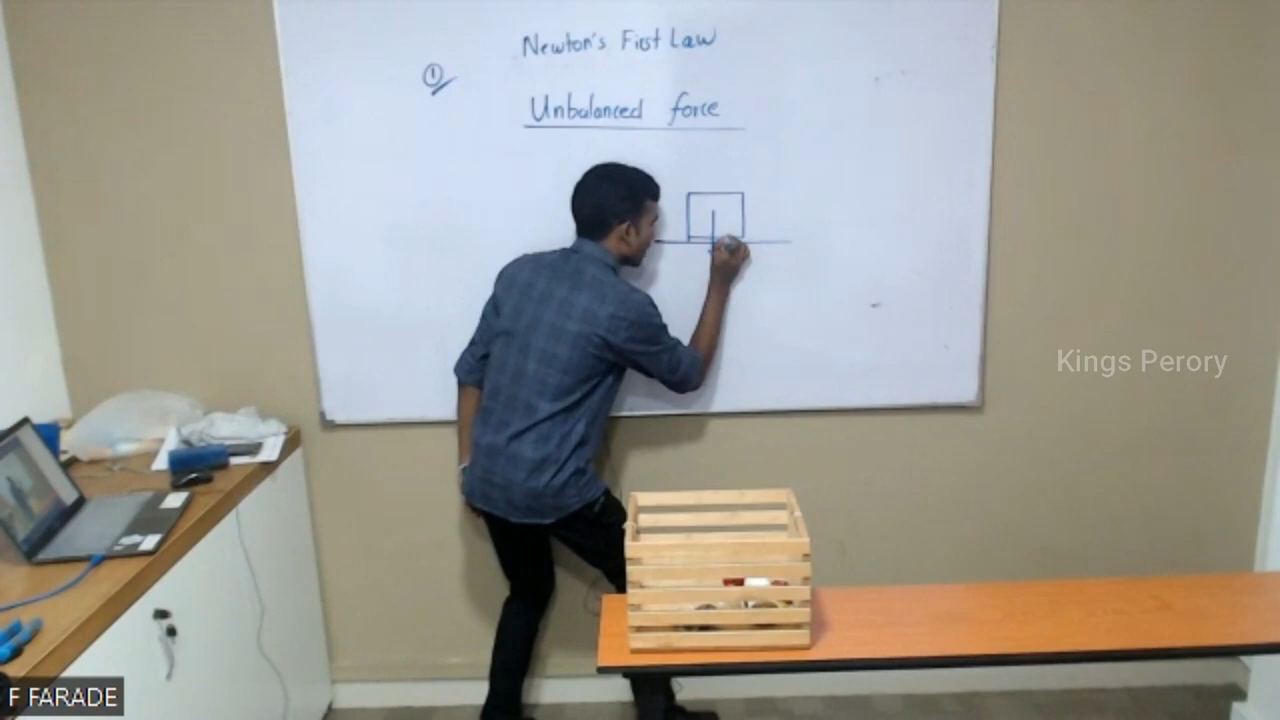 Newton's First Law
①
Unbalanced force
Kings Perory
F FARADE